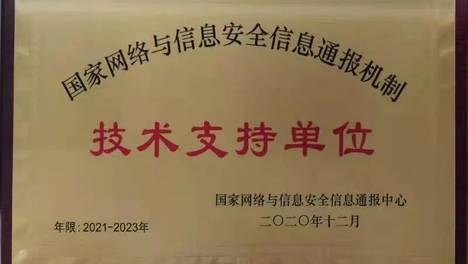 国家网络与信息安全信息通报机制
技术支持单位
国家网络与信息安全信息通报中心
年限:2021-2023年
二〇二〇年十二月